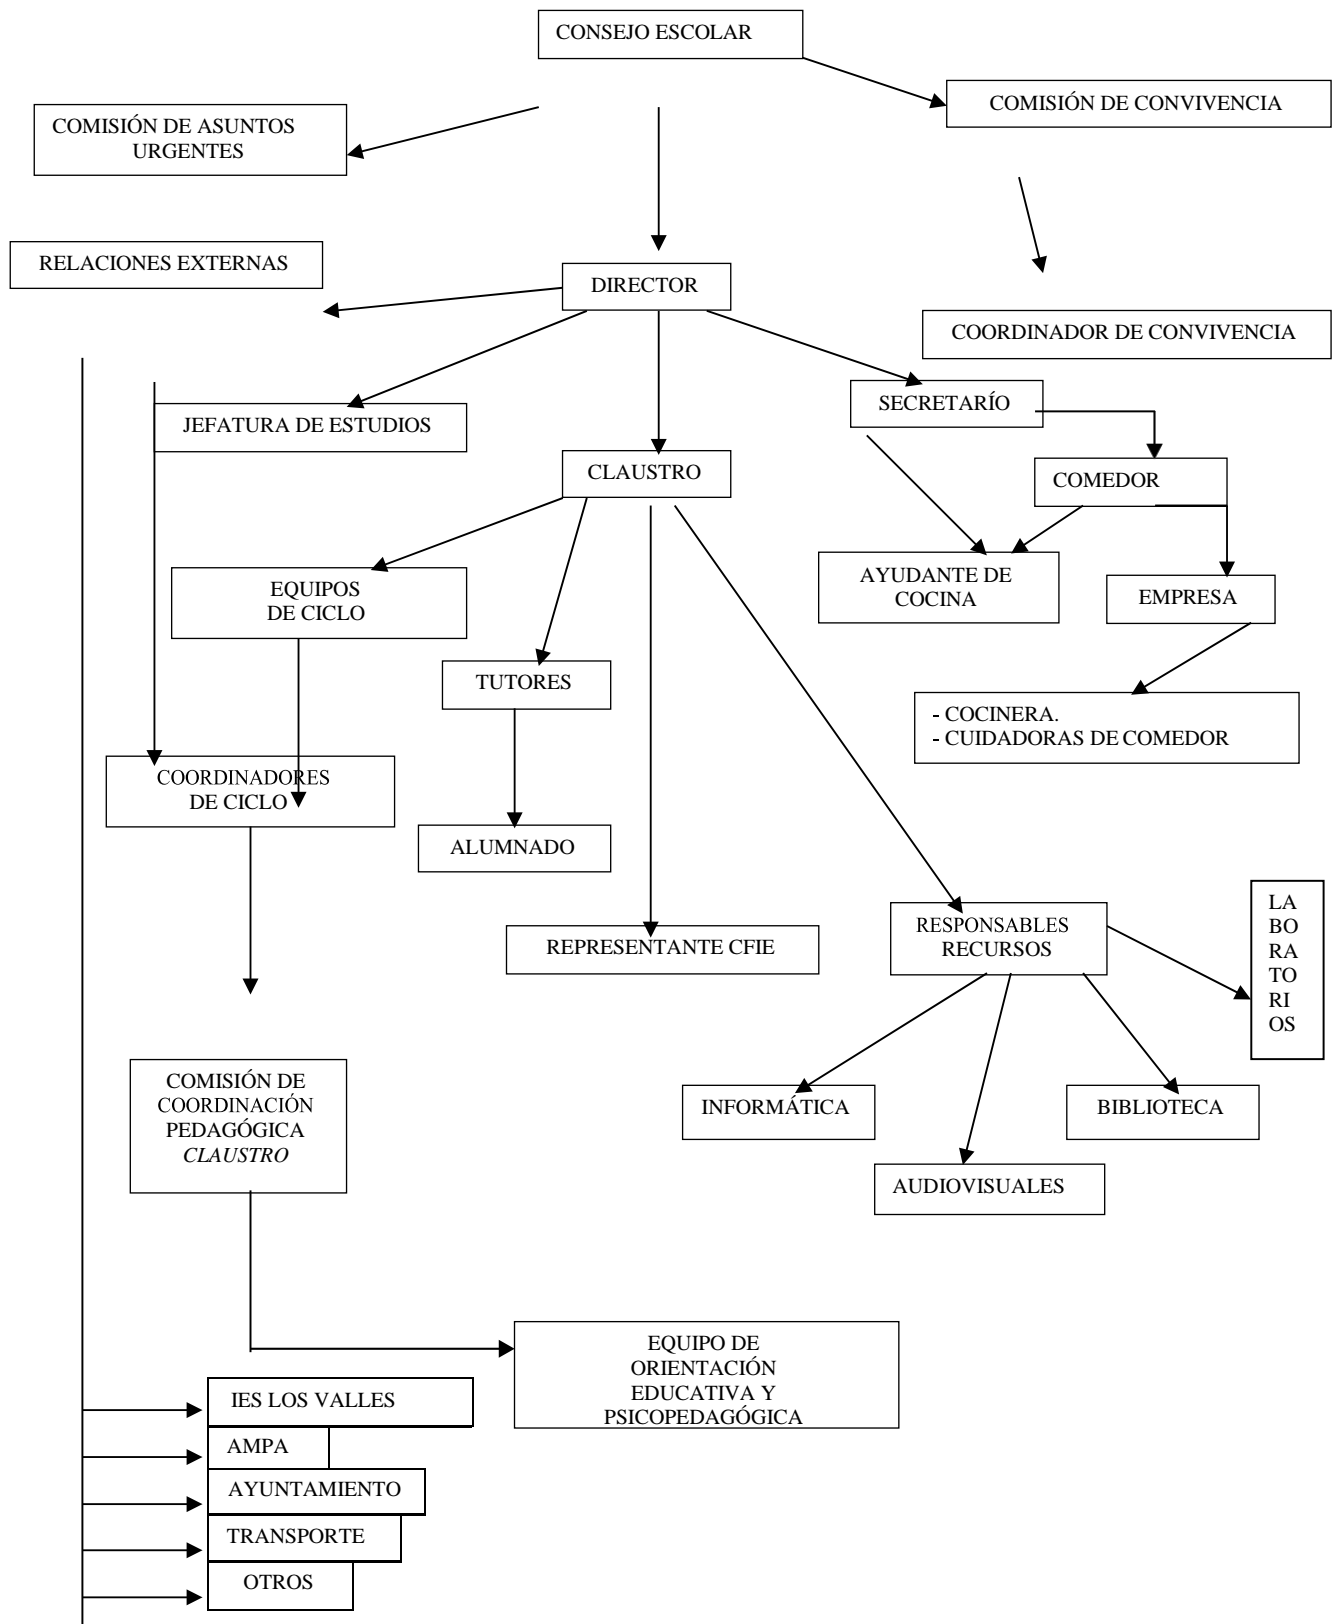 CONSEJO ESCOLAR
COMISIÓN DE CONVIVENCIA
COMISIÓN DE ASUNTOS
URGENTES
RELACIONES EXTERNAS
DIRECTOR
COORDINADOR DE CONVIVENCIA
SECRETARÍO
JEFATURA DE ESTUDIOS
CLAUSTRO
COMEDOR
EQUIPOS
DE CICLO
AYUDANTE DE
COCINA
EMPRESA
TUTORES
- COCINERA.
- CUIDADORAS DE COMEDOR
COORDINADORES
DE CICLO
ALUMNADO
REPRESENTANTE CFIE
RESPONSABLES
RECURSOS
LA
BO
RA
TO
RI
OS
COMISIÓN DE
COORDINACIÓN
PEDAGÓGICA
CLAUSTRO
INFORMÁTICA
BIBLIOTECA
AUDIOVISUALES
EQUIPO DE
ORIENTACIÓN
EDUCATIVA Y
PSICOPEDAGÓGICA
IES LOS VALLES
AMPA
AYUNTAMIENTO
TRANSPORTE
OTROS